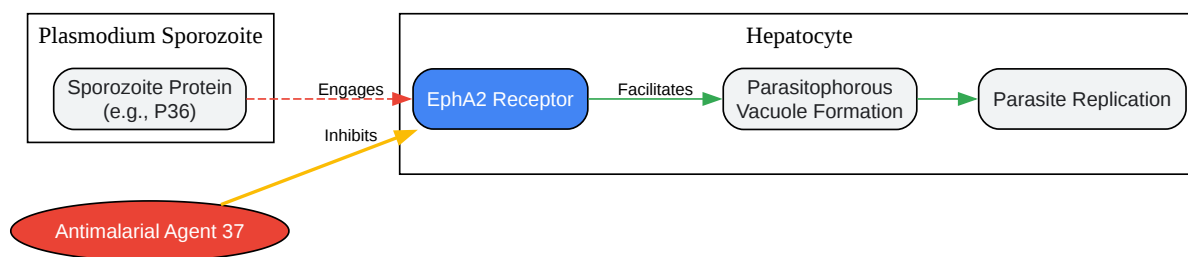 Plasmodium Sporozoite
Hepatocyte
Sporozoite Protein
(e.g., P36)
Engages
EphA2 Receptor
Facilitates
Parasitophorous
Vacuole Formation
Parasite Replication
Inhibits
Antimalarial Agent 37